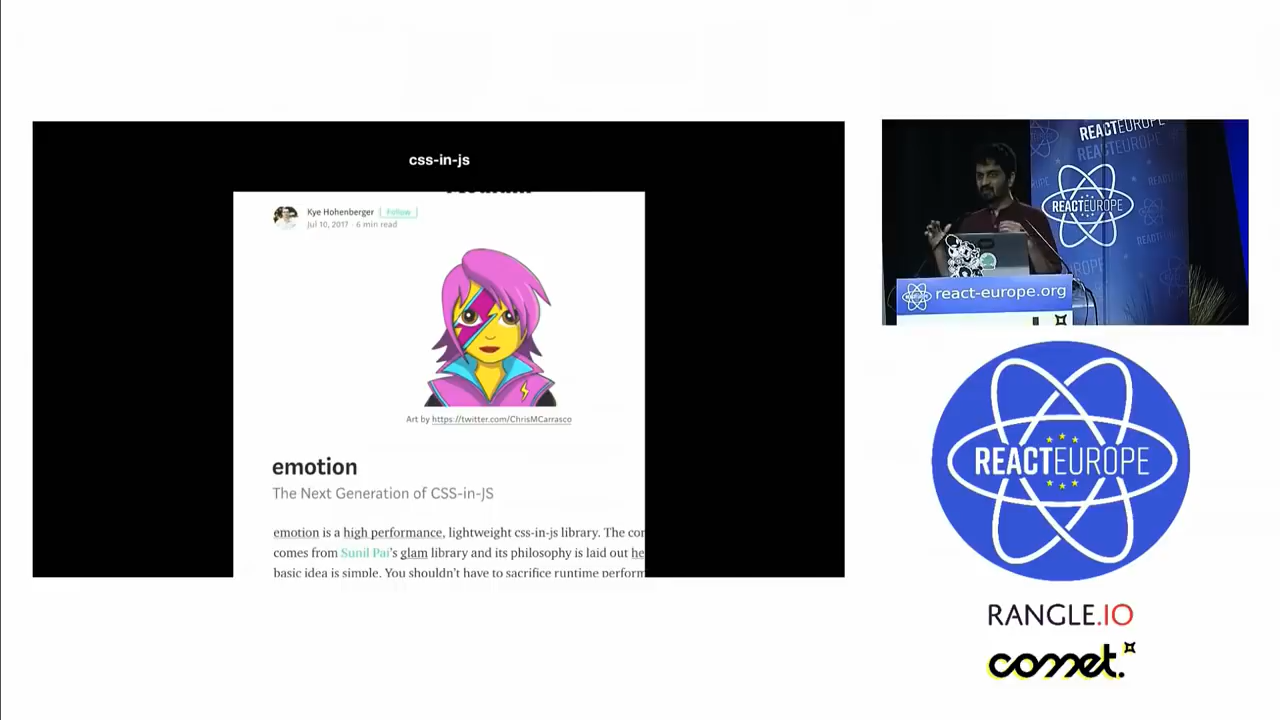 css-in-js
Kye Hohenberger Follow
Jul 10, 2017 · 6 min read
Art by https://twitter.com/ChrisMCarrasco
emotion
The Next Generation of CSS-in-JS
emotion is a high performance, lightweight css-in-js library. The
comes from Sunil Pai's glam library and its philosophy is laid out
basic idea is simple. You shouldn't have to sacrifice runtime
REACTEUROPE
REACTEUROPE
REACTEUROPE
react-europe.org
REACTEUROPE
RANGLE.IO
comet.